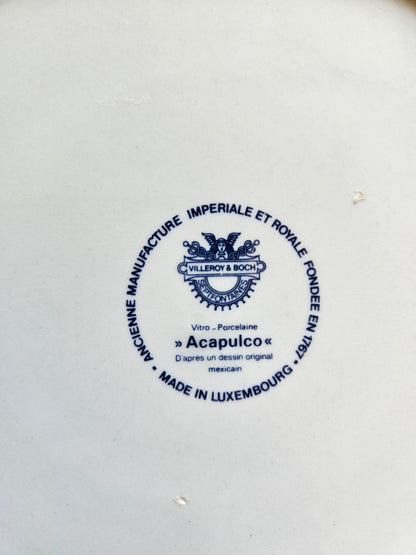 ANCIENNE MANUFACTURE IMPERIALE ET ROYALE FONDEE EN 1767
VILLEROY & BOCH
SEPTFONTAINES
Vitro - Porcelaine
» Acapulco «
D'après un dessin original
mexicain
• MADE IN LUXEMBOURG •